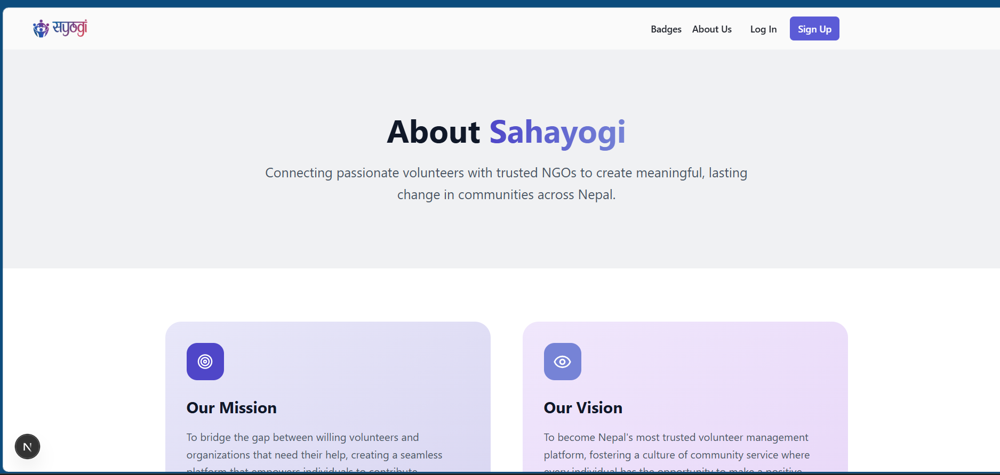 सyogi
Badges About Us Log In Sign Up
About Sahayogi
Connecting passionate volunteers with trusted NGOs to create meaningful, lasting
change in communities across Nepal.
Our Mission
To bridge the gap between willing volunteers and
organizations that need their help, creating a seamless
platform that empowers individuals to contribute
Our Vision
To become Nepal's most trusted volunteer management
platform, fostering a culture of community service where
every individual has the opportunity to make a positive
N